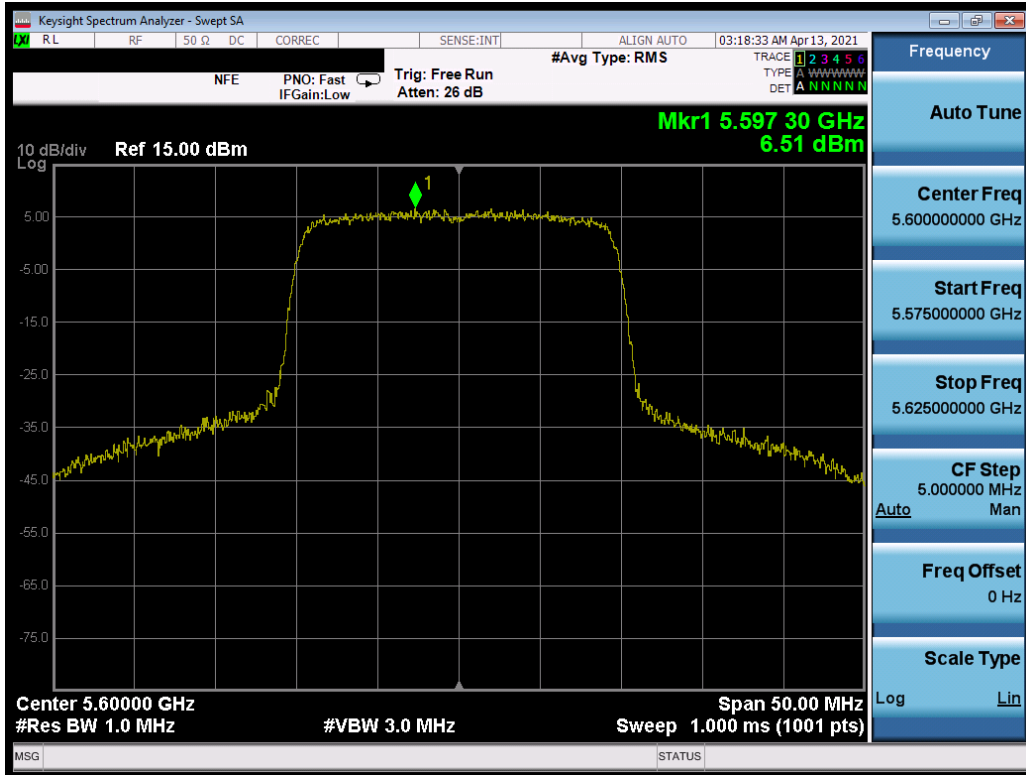 Keysight Spectrum Analyzer - Swept SA
LXI RL RF 50 Ω DC CORREC SENSE:INT ALIGN AUTO 03:18:33 AM Apr 13, 2021
NFE PNO: Fast IFGain:Low
Trig: Free Run
Atten: 26 dB
#Avg Type: RMS
TRACE 1 2 3 4 5 6
TYPE A WWWWW
DET A N N N N N
Mkr1 5.597 30 GHz
6.51 dBm
10 dB/div Ref 15.00 dBm
Log
1
5.00
-5.00
-15.0
-25.0
-35.0
-45.0
-55.0
-65.0
-75.0
Center 5.60000 GHz Span 50.00 MHz
#Res BW 1.0 MHz #VBW 3.0 MHz Sweep 1.000 ms (1001 pts)
MSG STATUS
Frequency
Auto Tune
Center Freq
5.600000000 GHz
Start Freq
5.575000000 GHz
Stop Freq
5.625000000 GHz
CF Step
5.000000 MHz
Auto Man
Freq Offset
0 Hz
Scale Type
Log Lin